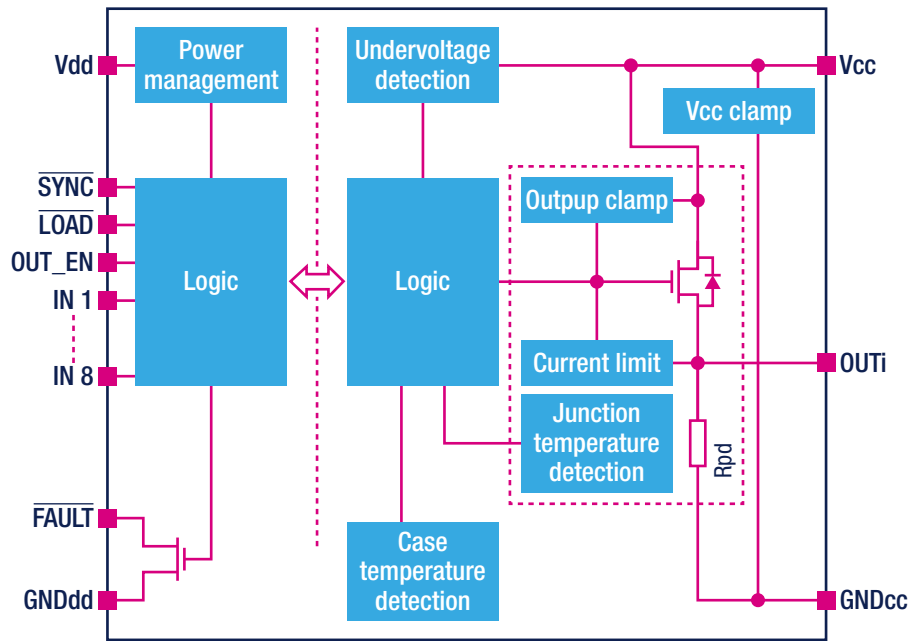 Vdd
Power
management
Undervoltage
detection
Vcc
Vcc clamp
SYNC
LOAD
OUT_EN
IN 1
IN 8
Logic
Logic
Outpup clamp
Current limit
OUTi
Junction
temperature
detection
Rpd
FAULT
GNDdd
Case
temperature
detection
GNDcc